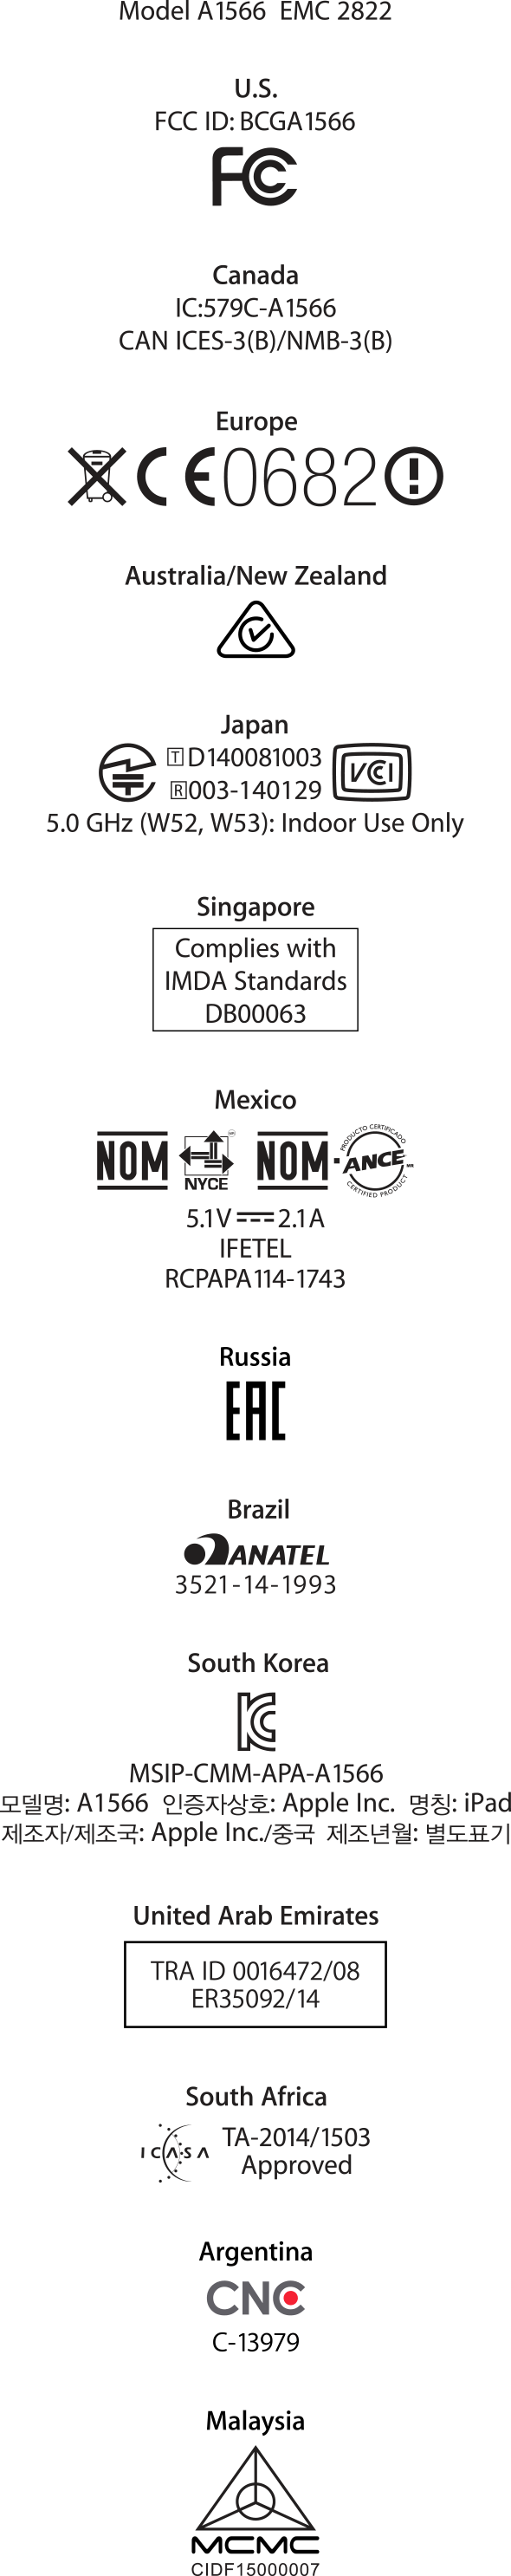 Model A1566 EMC 2822
U.S.
FCC ID: BCGA1566
FC
Canada
IC:579C-A1566
CAN ICES-3(B)/NMB-3(B)
Europe
CE0682
Australia/New Zealand
Japan
T D140081003
R 003-140129
VCCI
5.0 GHz (W52, W53): Indoor Use Only
Singapore
Complies with
IMDA Standards
DB00063
Mexico
NOM NYCE NOM-ANCE
PRODUCTO CERTIFICADO
CERTIFIED PRODUCT
5.1V 2.1A
IFETEL
RCPAPA114-1743
Russia
EAC
Brazil
ANATEL
3521-14-1993
South Korea
KC
MSIP-CMM-APA-A1566
모델명: A1566 인증자상호: Apple Inc. 명칭: iPad
제조자/제조국: Apple Inc./중국 제조년월: 별도표기
United Arab Emirates
TRA ID 0016472/08
ER35092/14
South Africa
ICASA
TA-2014/1503
Approved
Argentina
CNC
C-13979
Malaysia
MCMC
CIDF15000007